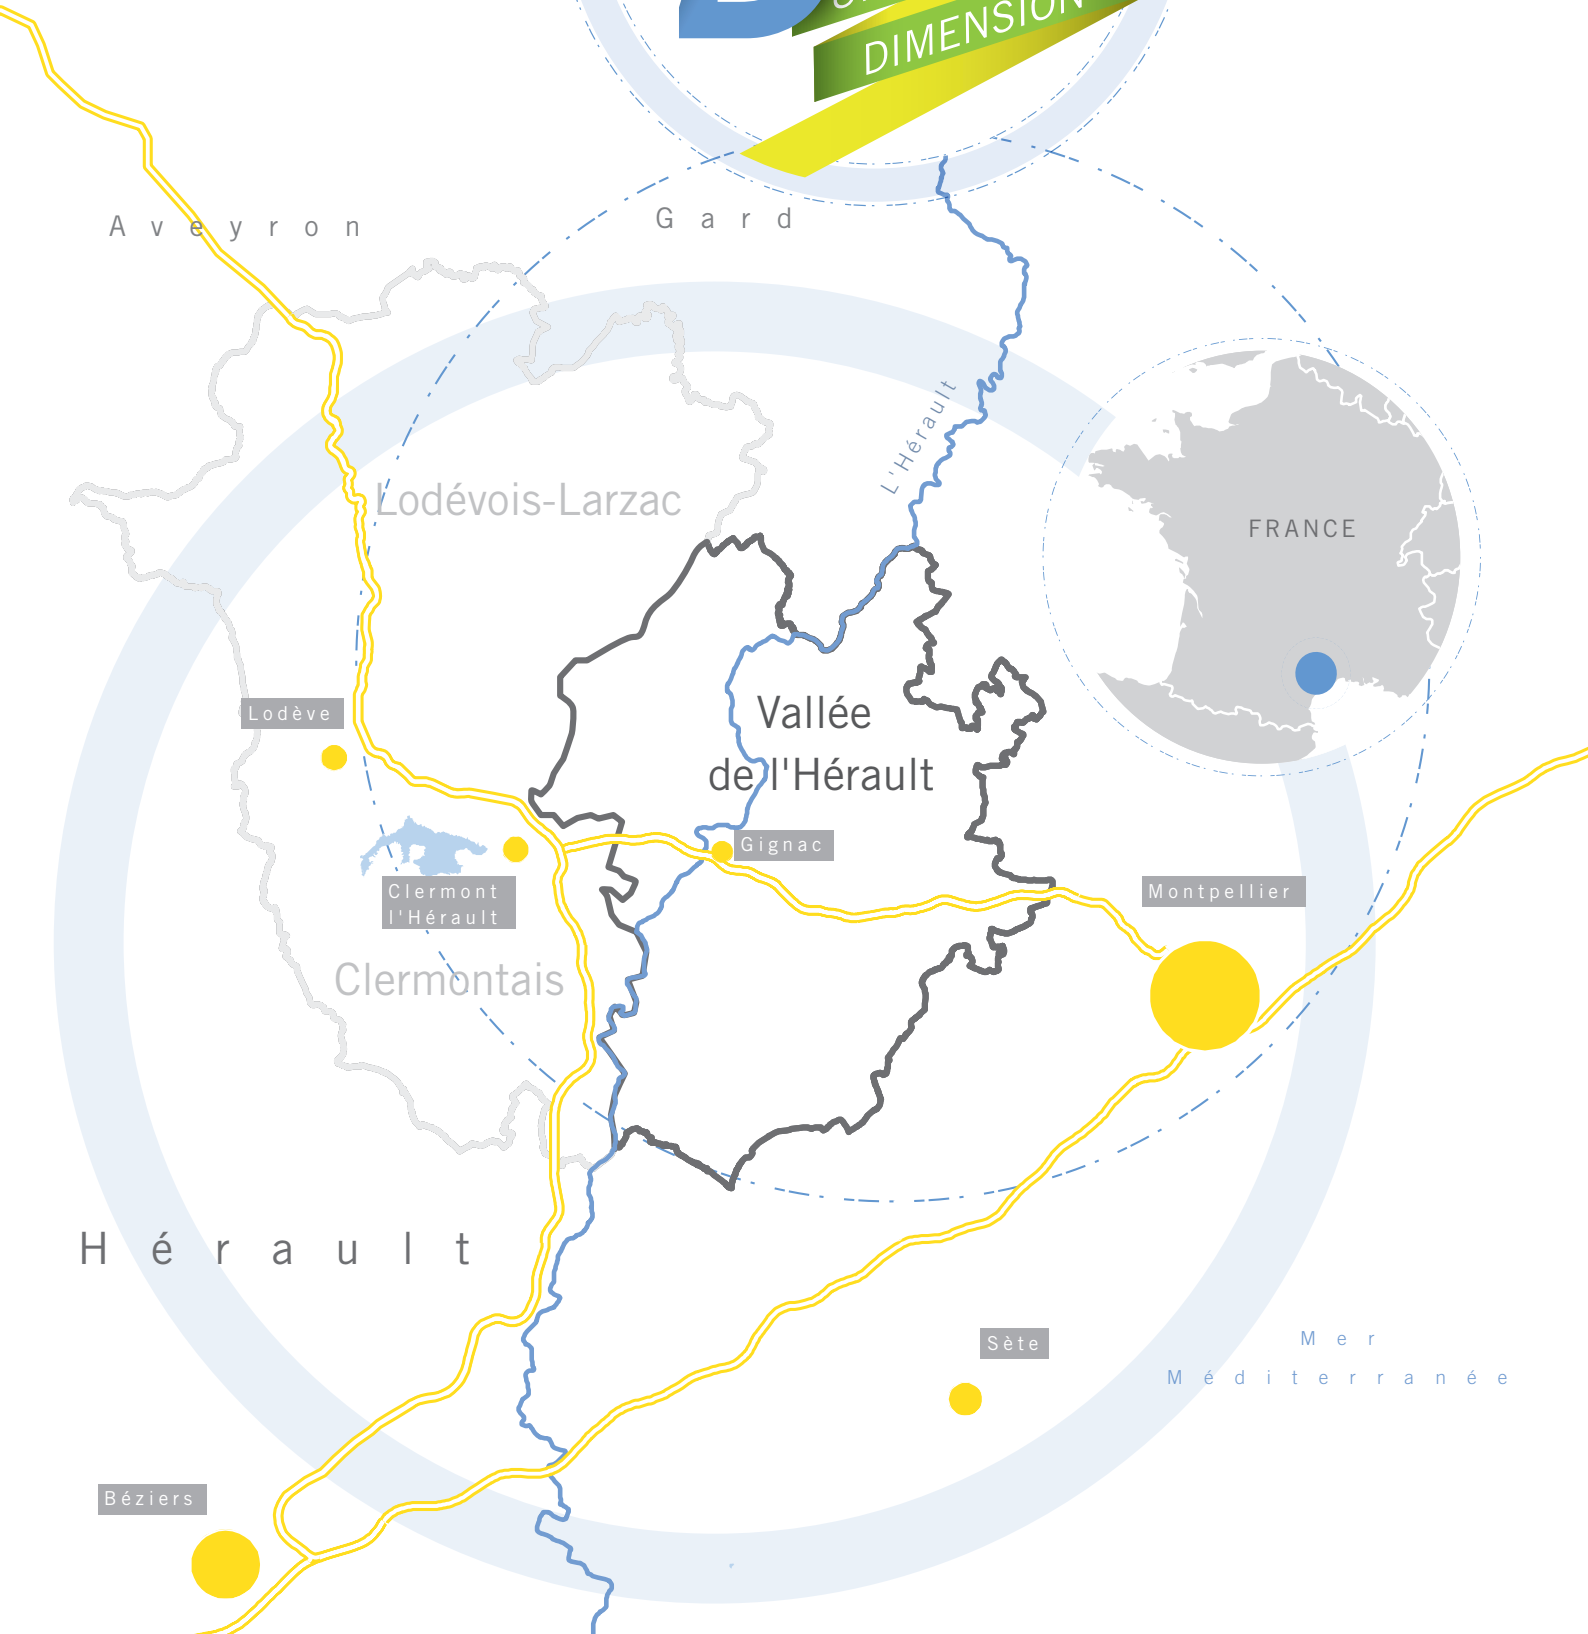 DIMENSION
Aveyron
Gard
L'Hérault
Lodévois-Larzac
FRANCE
Vallée
de l'Hérault
Lodève
Gignac
Clermont
l'Hérault
Montpellier
Clermontais
Hérault
Sète
Mer
Méditerranée
Béziers